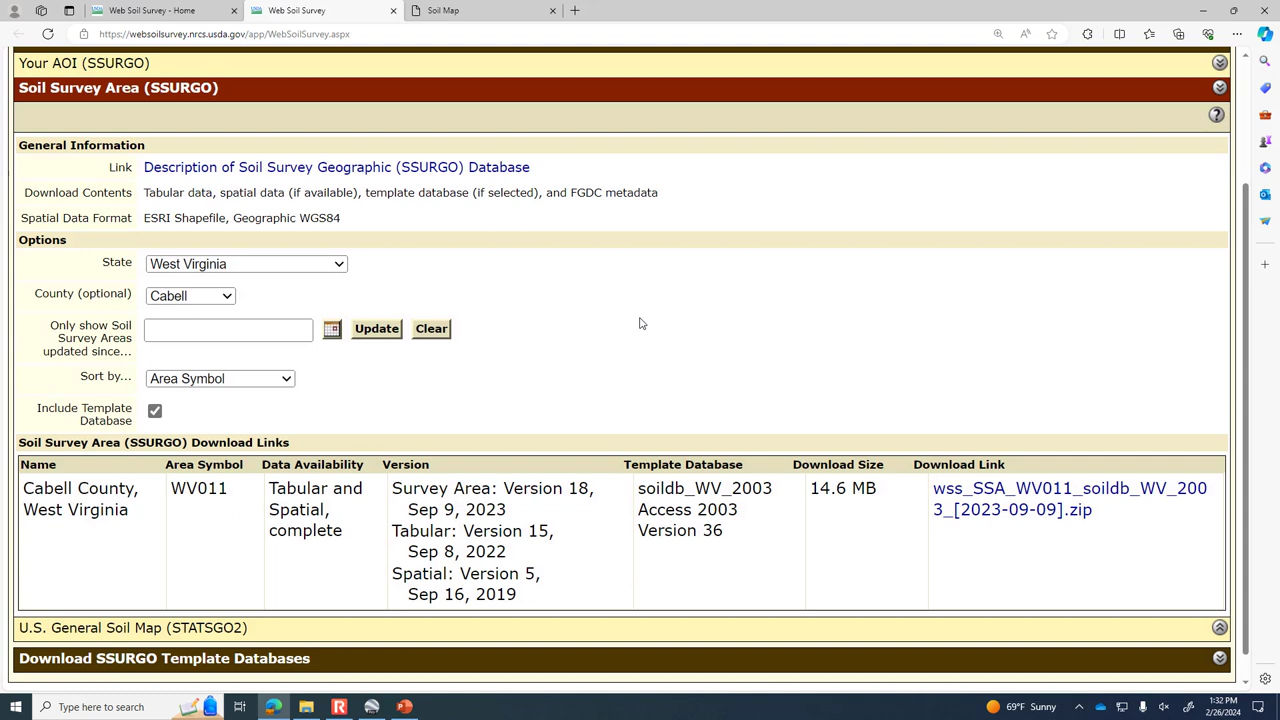 Web Soil Survey - Home
Web Soil Survey
Soil Map
https://websoilsurvey.nrcs.usda.gov/app/WebSoilSurvey.aspx
Your AOI (SSURGO)
Soil Survey Area (SSURGO)
General Information
Link Description of Soil Survey Geographic (SSURGO) Database
Download Contents Tabular data, spatial data (if available), template database (if selected), and FGDC metadata
Spatial Data Format ESRI Shapefile, Geographic WGS84
Options
State West Virginia
County (optional) Cabell
Only show Soil
Survey Areas
updated since...
Update Clear
Sort by... Area Symbol
Include Template
Database
Soil Survey Area (SSURGO) Download Links
Name Area Symbol Data Availability Version Template Database Download Size Download Link
Cabell County,
West Virginia
WV011
Tabular and
Spatial,
complete
Survey Area: Version 18,
Sep 9, 2023
Tabular: Version 15,
Sep 8, 2022
Spatial: Version 5,
Sep 16, 2019
soildb_WV_2003
Access 2003
Version 36
14.6 MB
wss_SSA_WV011_soildb_WV_200
3_[2023-09-09].zip
U.S. General Soil Map (STATSGO2)
Download SSURGO Template Databases
Type here to search
69°F Sunny
1:32 PM
2/26/2024